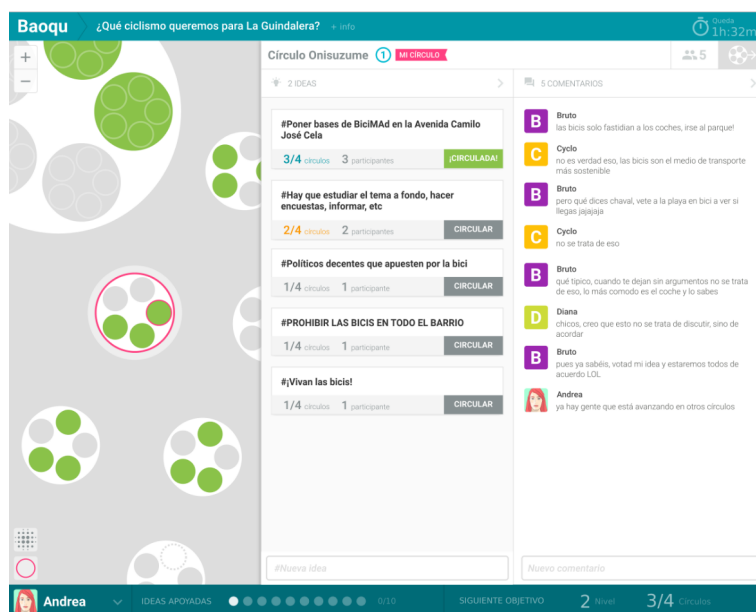 Baoqu
¿Qué ciclismo queremos para La Guindalera?
+ info
Queda
1h:32m
Círculo Onisuzume
1
MI CÍRCULO
5
2 IDEAS
#Poner bases de BiciMAd en la Avenida Camilo
José Cela
3/4 círculos 3 participantes ¡CIRCULADA!
#Hay que estudiar el tema a fondo, hacer
encuestas, informar, etc
2/4 círculos 2 participantes CIRCULAR
#Políticos decentes que apuesten por la bici
1/4 círculos 1 participante CIRCULAR
#PROHIBIR LAS BICIS EN TODO EL BARRIO
1/4 círculos 1 participante CIRCULAR
#¡Vivan las bicis!
1/4 círculos 1 participante CIRCULAR
#Nueva idea
5 COMENTARIOS
B
Bruto
las bicis solo fastidian a los coches, irse al parque!
C
Cyclo
no es verdad eso, las bicis son el medio de transporte
más sostenible
B
Bruto
pero qué dices chaval, vete a la playa en bici a ver si
llegas jajajaja
C
Cyclo
no se trata de eso
B
Bruto
qué tipico, cuando te dejan sin argumentos no se trata
de eso, lo más comodo es el coche y lo sabes
D
Diana
chicos, creo que esto no se trata de discutir, sino de
acordar
B
Bruto
pues ya sabéis, votad mi idea y estaremos todos de
acuerdo LOL
Andrea
ya hay gente que está avanzando en otros círculos
Nuevo comentario
Andrea
IDEAS APOYADAS
0/10
SIGUIENTE OBJETIVO
2 Nivel
3/4 Círculos